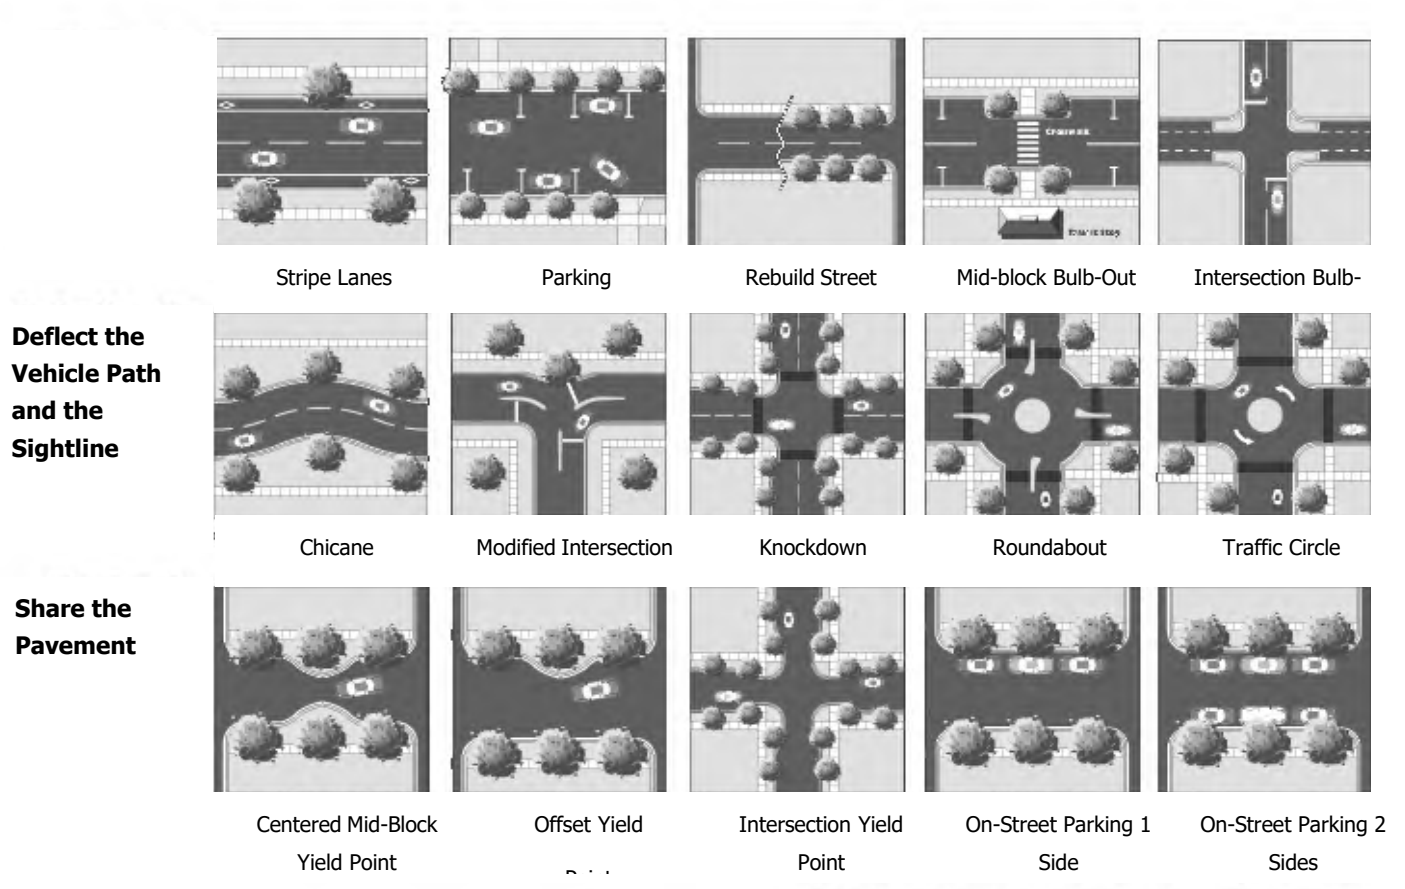 Crosswalk
Stripe Lanes
Parking
Rebuild Street
Mid-block Bulb-Out
Intersection Bulb-
Deflect the
Vehicle Path
and the
Sightline
Chicane
Modified Intersection
Knockdown
Roundabout
Traffic Circle
Share the
Pavement
Centered Mid-Block
Yield Point
Offset Yield
Intersection Yield
Point
On-Street Parking 1
Side
On-Street Parking 2
Sides